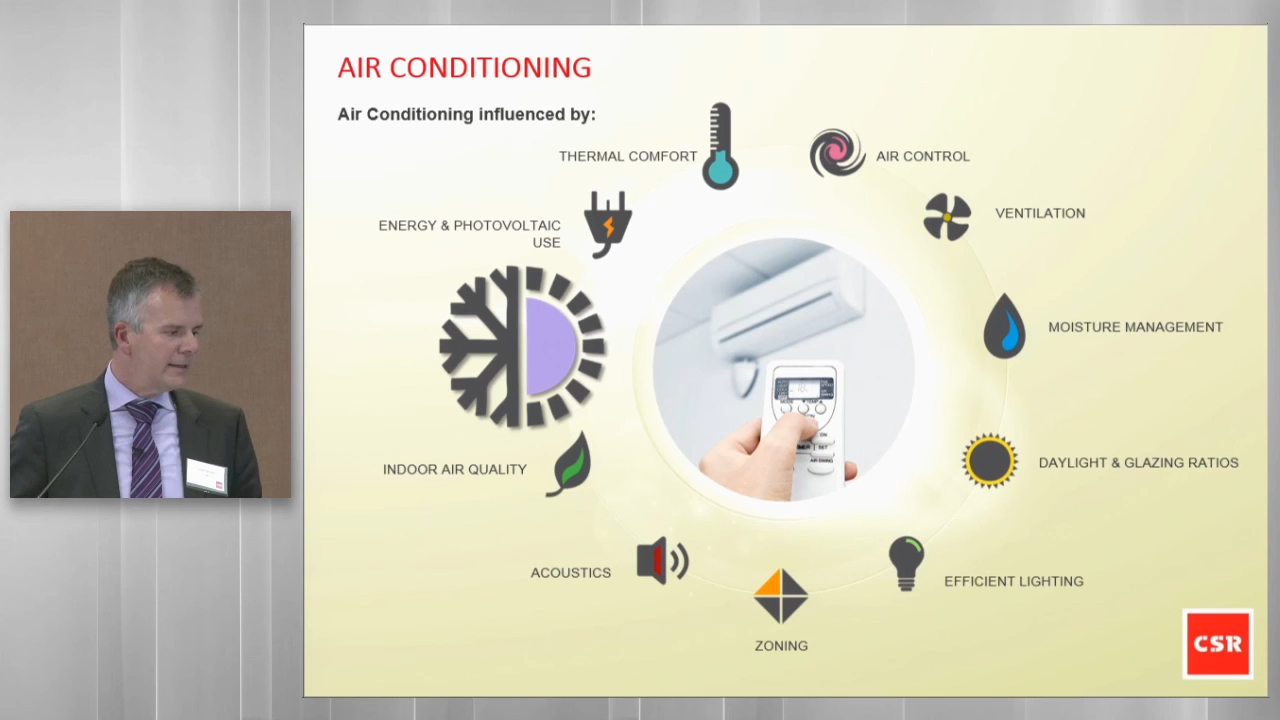 AIR CONDITIONING
Air Conditioning influenced by:
THERMAL COMFORT
AIR CONTROL
ENERGY & PHOTOVOLTAIC
USE
VENTILATION
MOISTURE MANAGEMENT
INDOOR AIR QUALITY
DAYLIGHT & GLAZING RATIOS
ACOUSTICS
EFFICIENT LIGHTING
ZONING
CSR